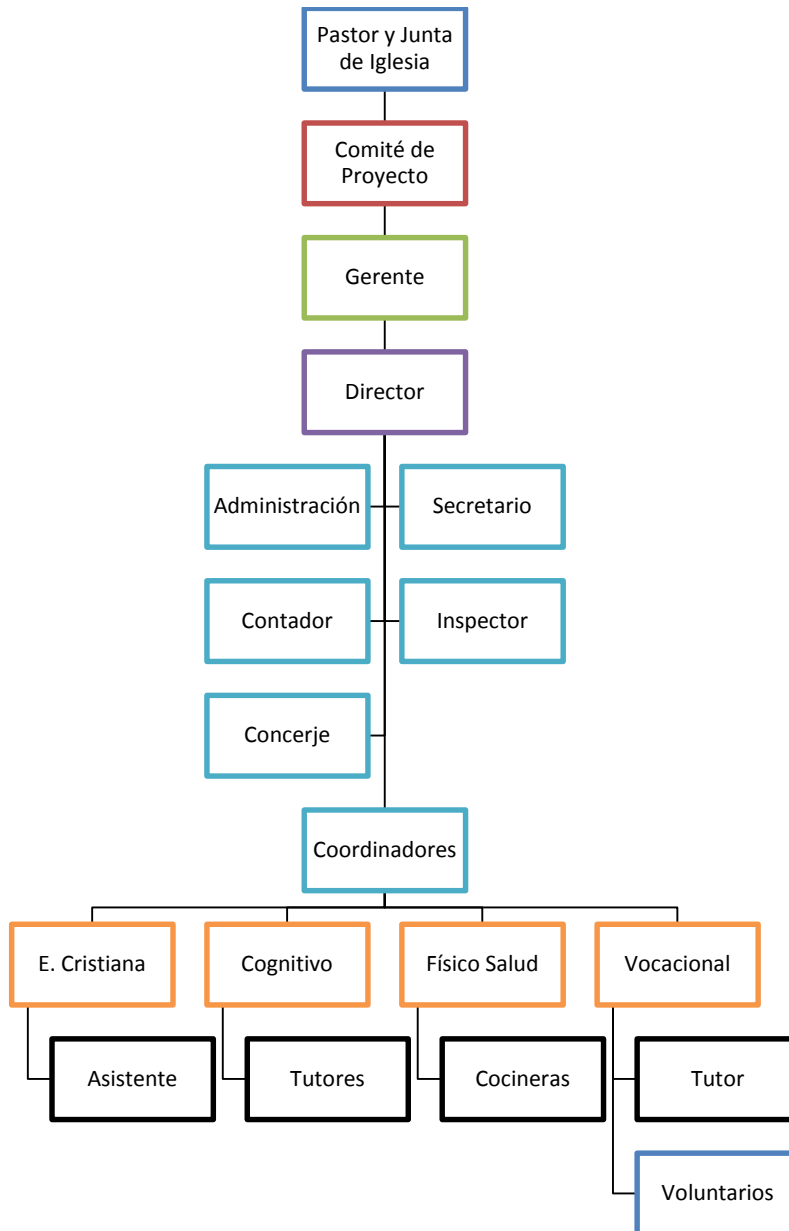 Pastor y Junta
de Iglesia
Comité de
Proyecto
Gerente
Director
Administración
Secretario
Contador
Inspector
Concerje
Coordinadores
E. Cristiana
Cognitivo
Físico Salud
Vocacional
Asistente
Tutores
Cocineras
Tutor
Voluntarios